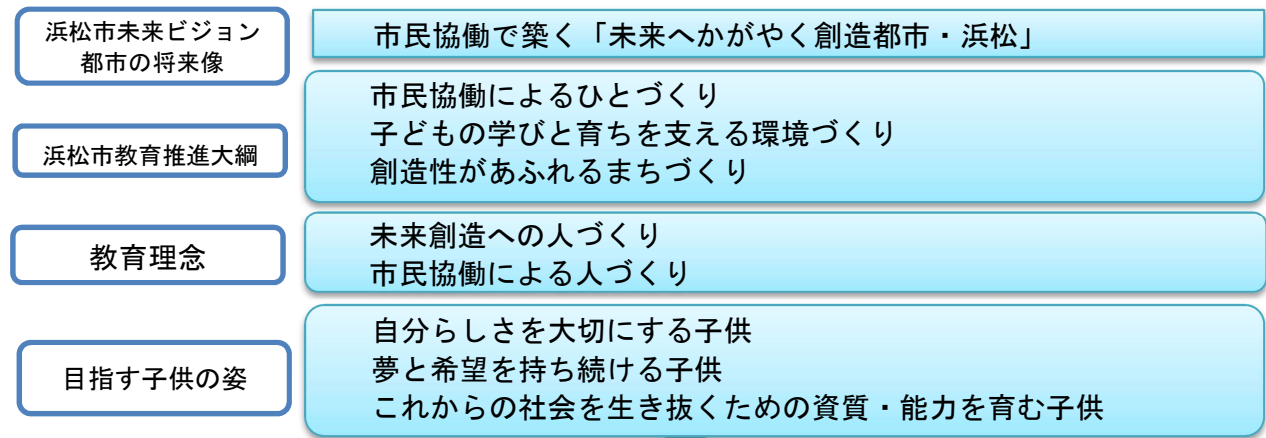 浜松市未来ビジョン
都市の将来像
市民協働で築く「未来へかがやく創造都市・浜松」
浜松市教育推進大綱
市民協働によるひとづくり
子どもの学びと育ちを支える環境づくり
創造性があふれるまちづくり
教育理念
未来創造への人づくり
市民協働による人づくり
目指す子供の姿
自分らしさを大切にする子供
夢と希望を持ち続ける子供
これからの社会を生き抜くための資質・能力を育む子供